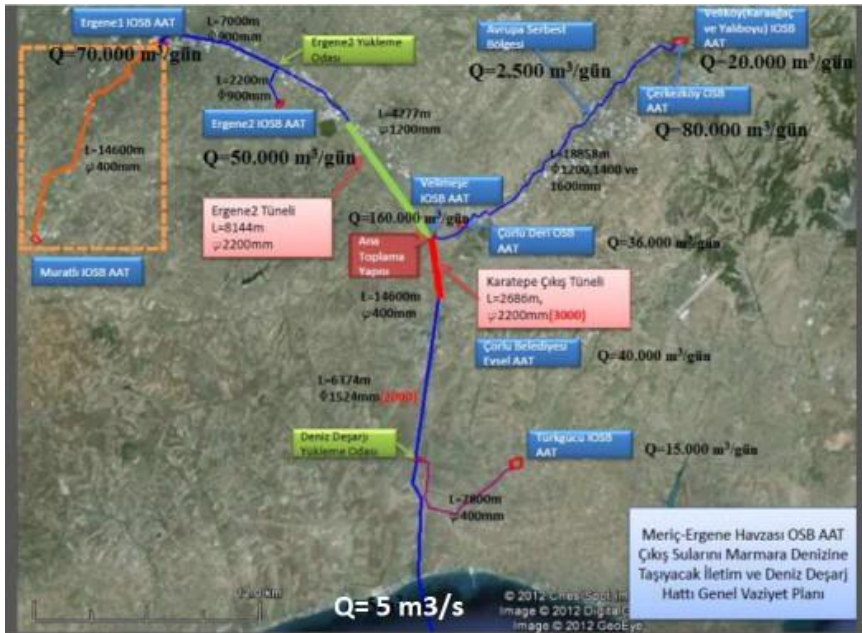 Ergene1 IOSB AAT
L=7000m
Φ900mm
Q=70.000 m³/gün
Ergene2 Yükleme
Odası
L=2200m
Φ900mm
Ergene2 IOSB AAT
Q=50.000 m³/gün
L=4277m
φ1200mm
Avrupa Serbest
Bölgesi
Q=2.500 m³/gün
Veliköy(Karaağaç
ve Yalıboyu) IOSB
AAT
Q=20.000 m³/gün
Çerkezköy OSB
AAT
Q=80.000 m³/gün
L=14600m
φ400mm
L=18858m
Φ1200,1400 ve
1600mm
Ergene2 Tüneli
L=8144m
φ2200mm
Velimeşe
IOSB AAT
Q=160.000 m³/gün
Ana
Toplama
Yapısı
Çorlu Deri OSB
AAT
Q=36.000 m³/gün
Muratlı IOSB AAT
L=14600m
φ400mm
Karatepe Çıkış Tüneli
L=2686m,
φ2200mm(3000)
Çorlu Belediyesi
Evsel AAT
Q=40.000 m³/gün
L=6374m
Φ1524mm(2000)
Deniz Deşarjı
Yükleme Odası
Türkgücü IOSB
AAT
Q=15.000 m³/gün
L=7800m
φ400mm
Meriç-Ergene Havzası OSB AAT
Çıkış Sularını Marmara Denizine
Taşıyacak İletim ve Deniz Deşarj
Hattı Genel Vaziyet Planı
Q= 5 m3/s
© 2012 Cnes/Spot Im
Image © 2012 Digital G
Image © 2012 GeoEye